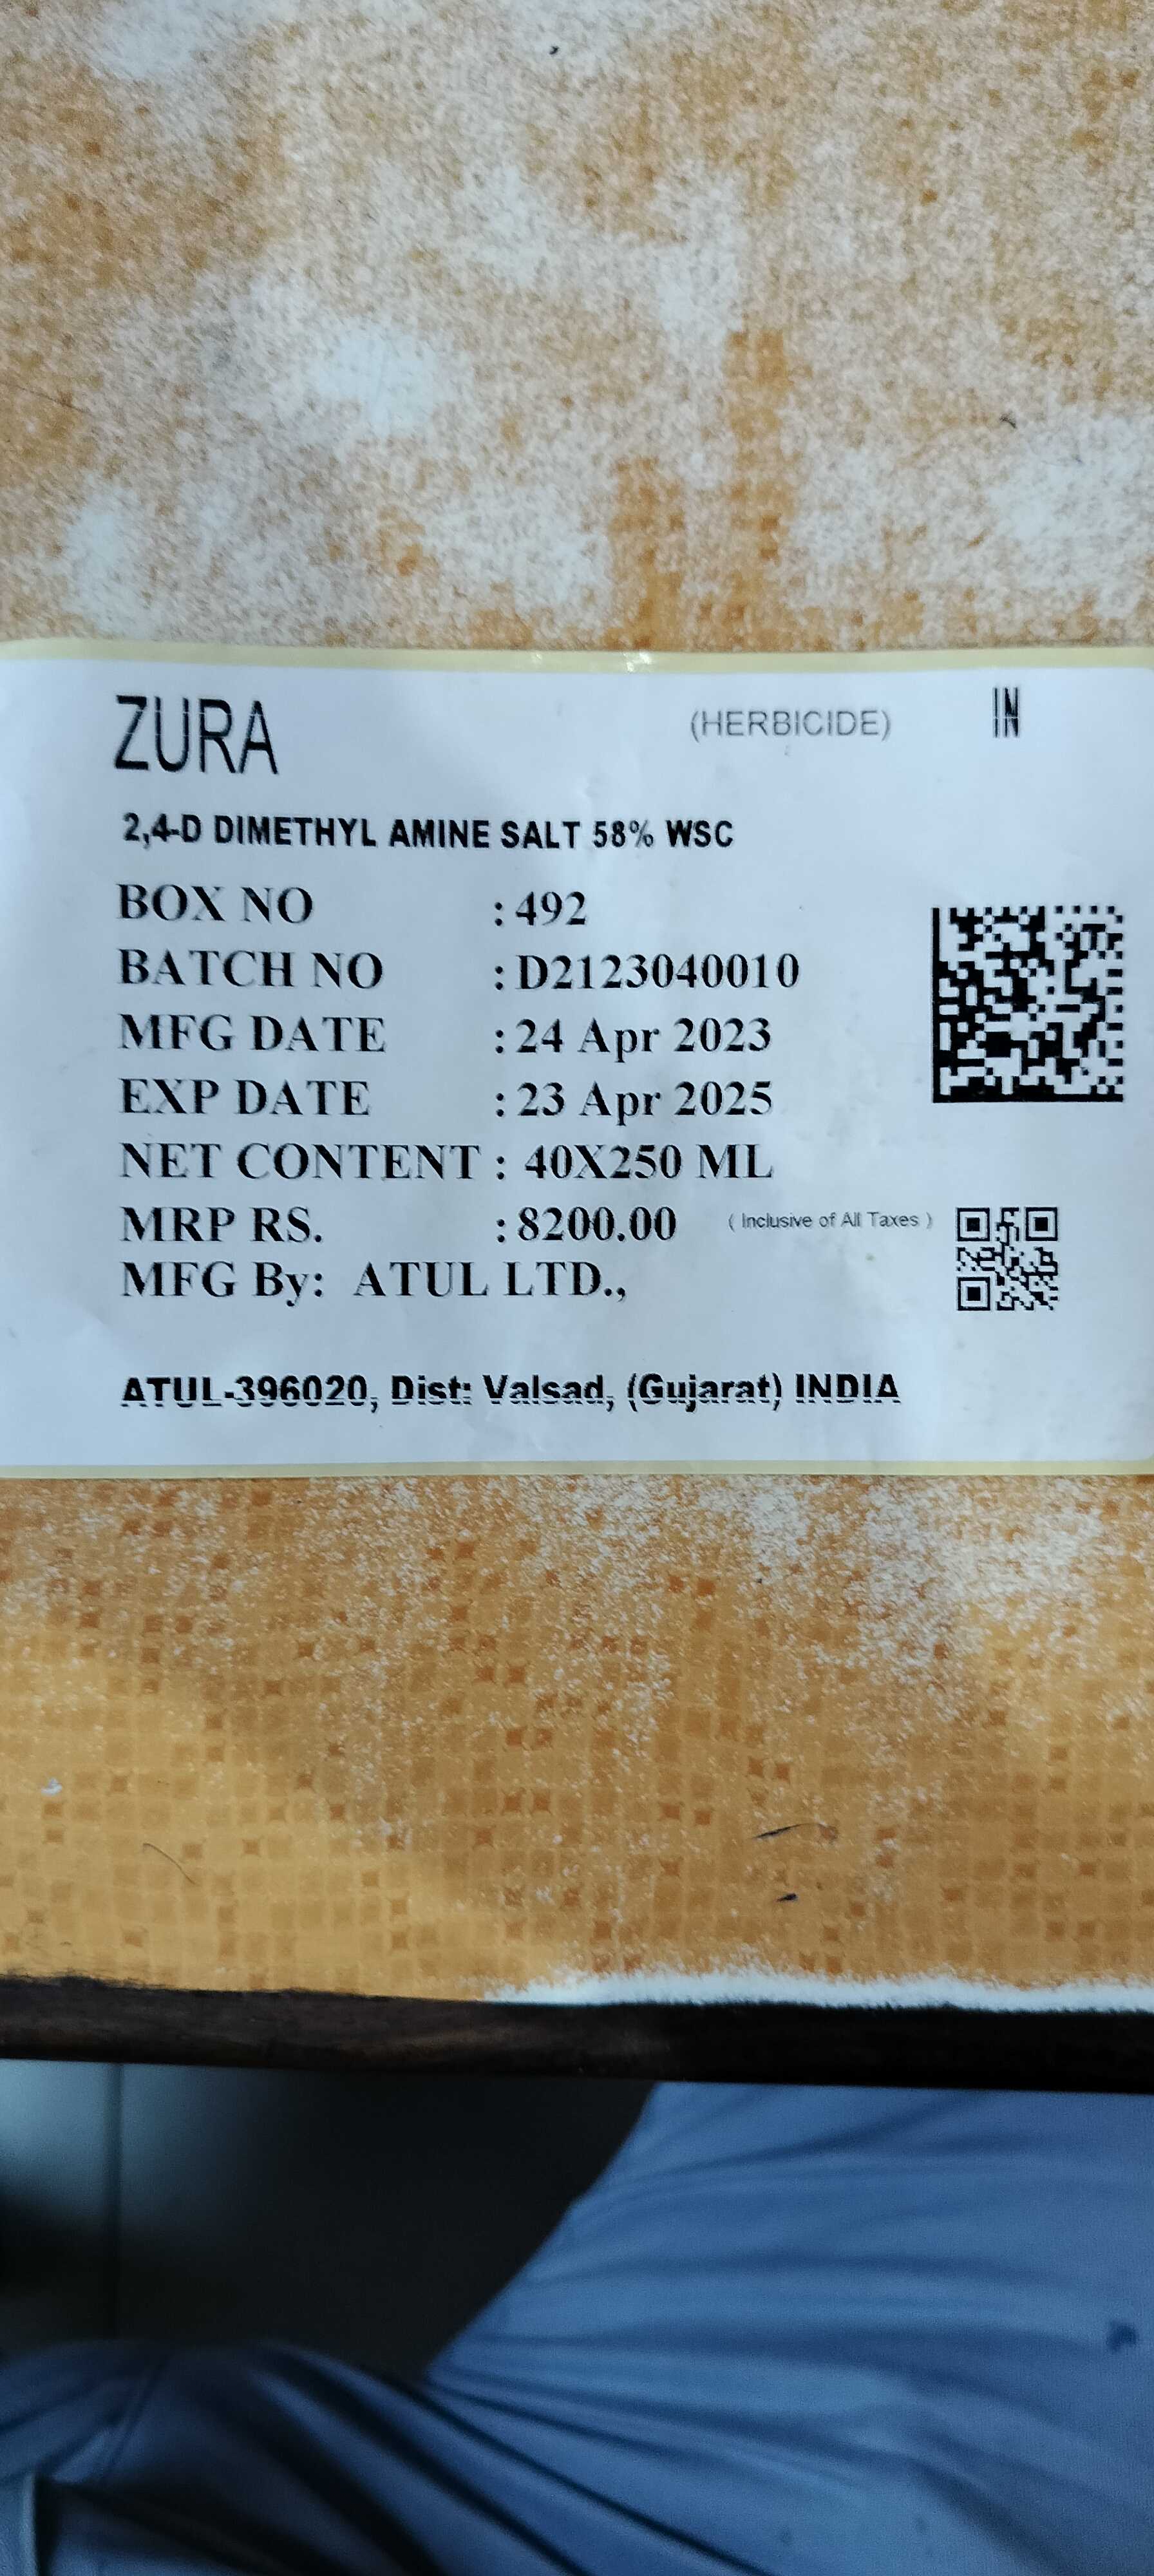 ZURA (HERBICIDE) IN
2,4-D DIMETHYL AMINE SALT 58% WSC
BOX NO : 492
BATCH NO : D2123040010
MFG DATE : 24 Apr 2023
EXP DATE : 23 Apr 2025
NET CONTENT : 40X250 ML
MRP RS. : 8200.00 ( Inclusive of All Taxes )
MFG By: ATUL LTD.,
ATUL-396020, Dist: Valsad, (Gujarat) INDIA